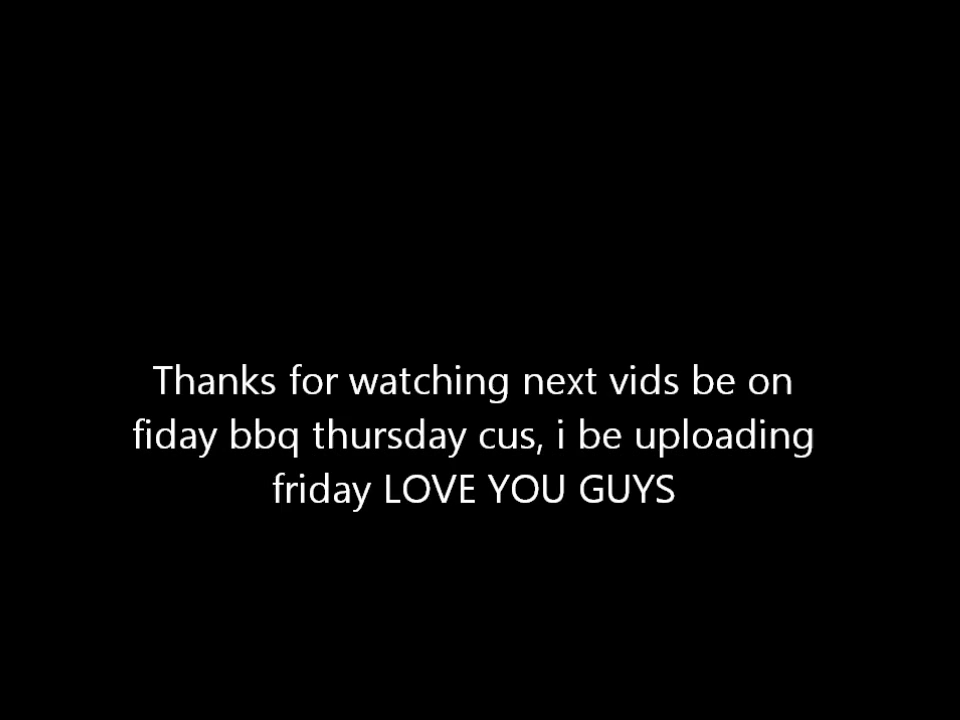 Thanks for watching next vids be on
fiday bbq thursday cus, i be uploading
friday LOVE YOU GUYS